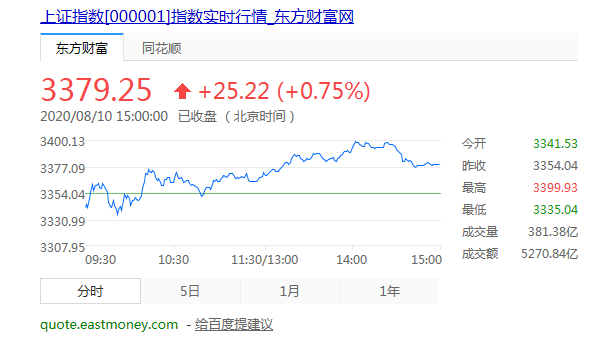 上证指数[000001]指数实时行情_东方财富网
东方财富 同花顺
3379.25 +25.22 (+0.75%)
2020/08/10 15:00:00 已收盘 (北京时间)
3400.13
3377.09
3354.04
3330.99
3307.95
09:30 10:30 11:30/13:00 14:00 15:00
今开 3341.53
昨收 3354.04
最高 3399.93
最低 3335.04
成交量 381.38亿
成交额 5270.84亿
分时 5日 1月 1年
quote.eastmoney.com - 给百度提建议